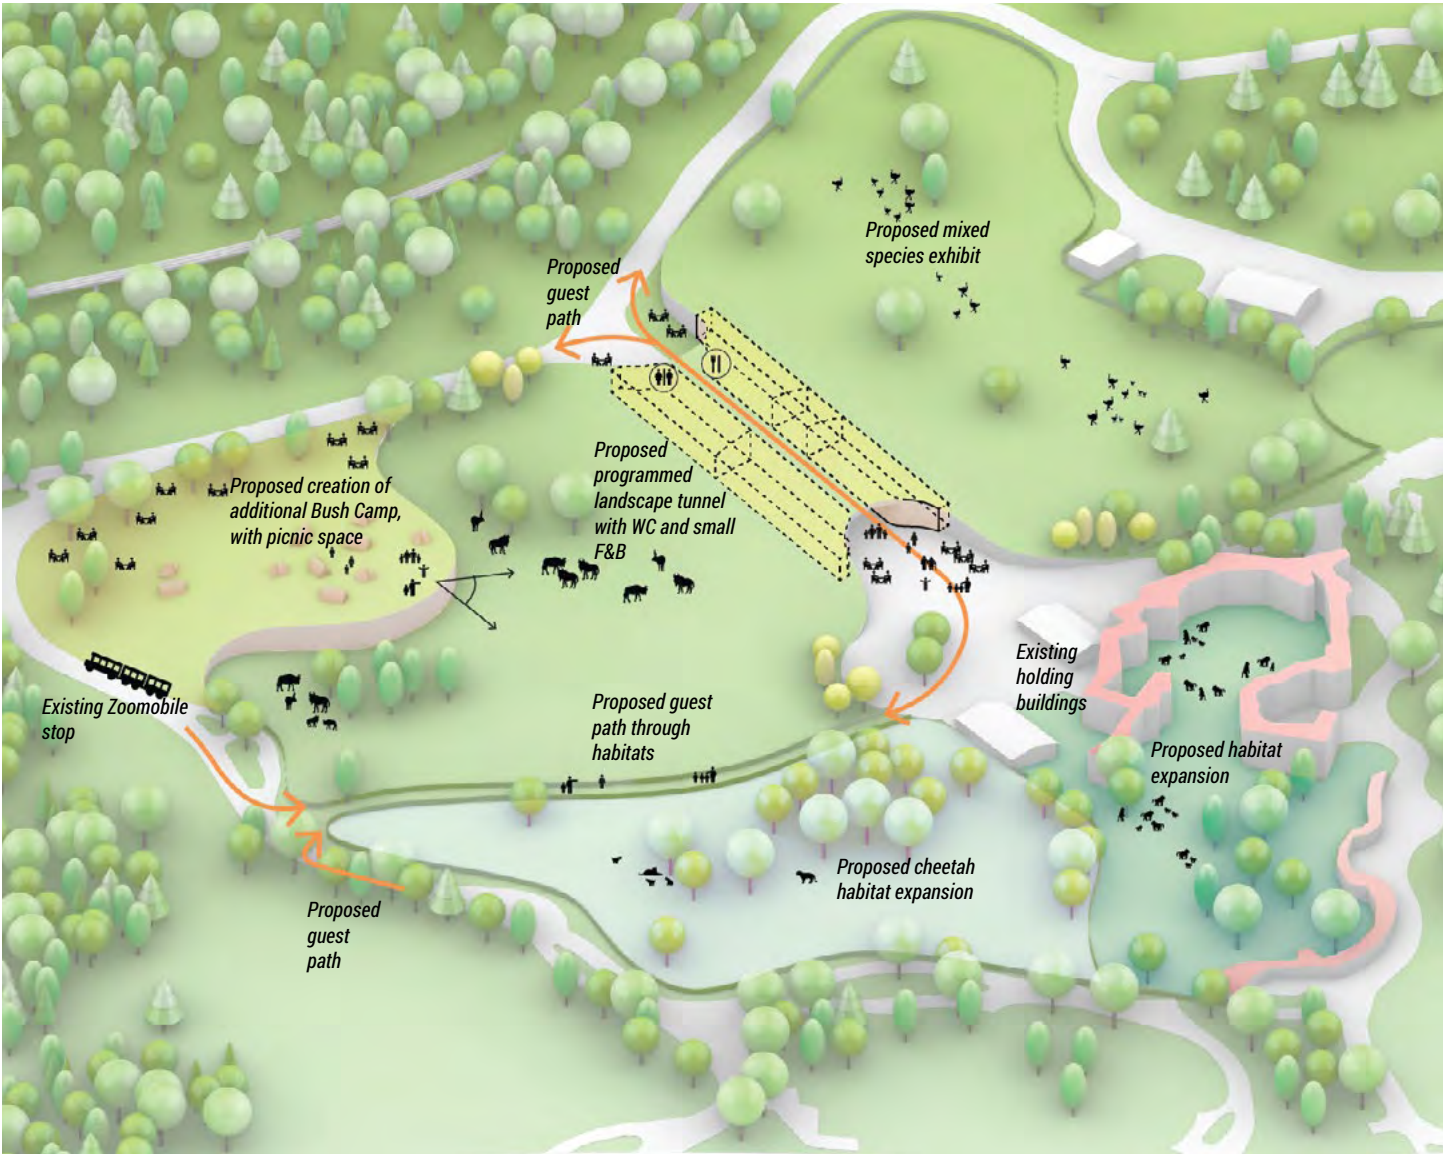 Proposed mixed
species exhibit
Proposed
guest
path
Proposed
programmed
landscape tunnel
with WC and small
F&B
Proposed creation of
additional Bush Camp,
with picnic space
Existing
holding
buildings
Existing Zoomobile
stop
Proposed guest
path through
habitats
Proposed habitat
expansion
Proposed cheetah
habitat expansion
Proposed
guest
path